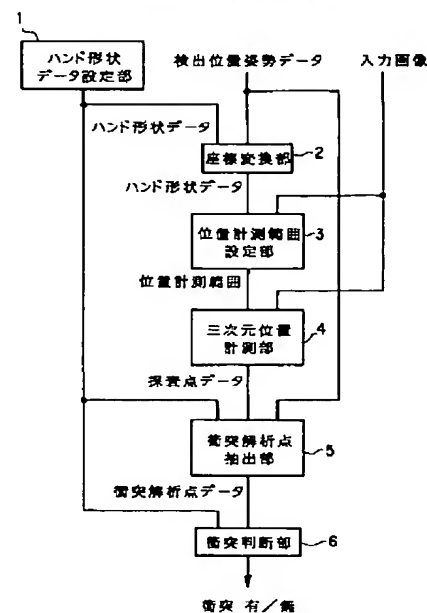 1
ハンド形状
データ設定部
検出位置姿勢データ
入力画像
ハンド形状データ
座標変換部
2
ハンド形状データ
位置計測範囲
設定部
3
位置計測範囲
三次元位置
計測部
4
探索点データ
衝突解析点
抽出部
5
衝突解析点データ
衝突判断部
6
衝突 有/無